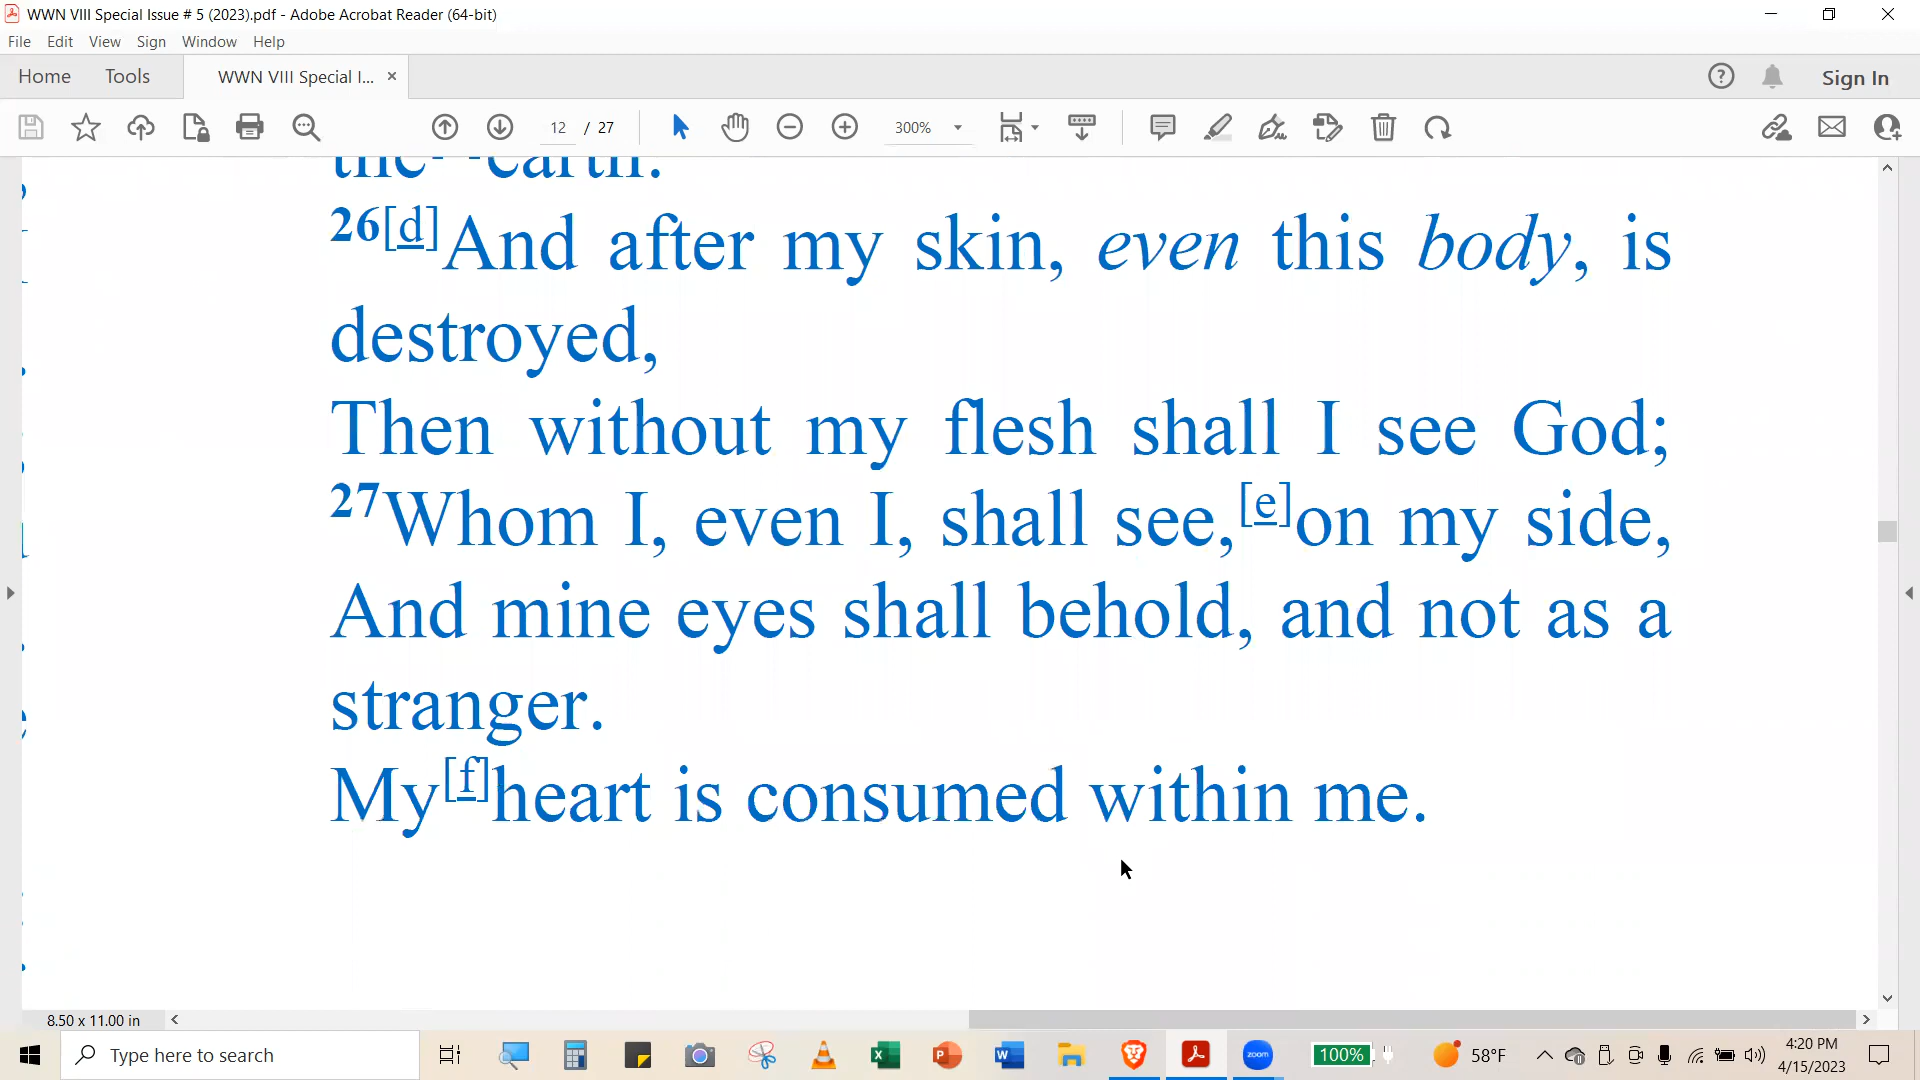 WWN VIII Special Issue # 5 (2023).pdf - Adobe Acrobat Reader (64-bit)
File Edit View Sign Window Help
Home Tools WWN VIII Special I... × Sign In
12 / 27 300%
the earth.
26[d]And after my skin, even this body, is
destroyed,
Then without my flesh shall I see God;
27Whom I, even I, shall see,[e]on my side,
And mine eyes shall behold, and not as a
stranger.
My[f]heart is consumed within me.
8.50 x 11.00 in
Type here to search
zoom
100%
58°F
4:20 PM
4/15/2023